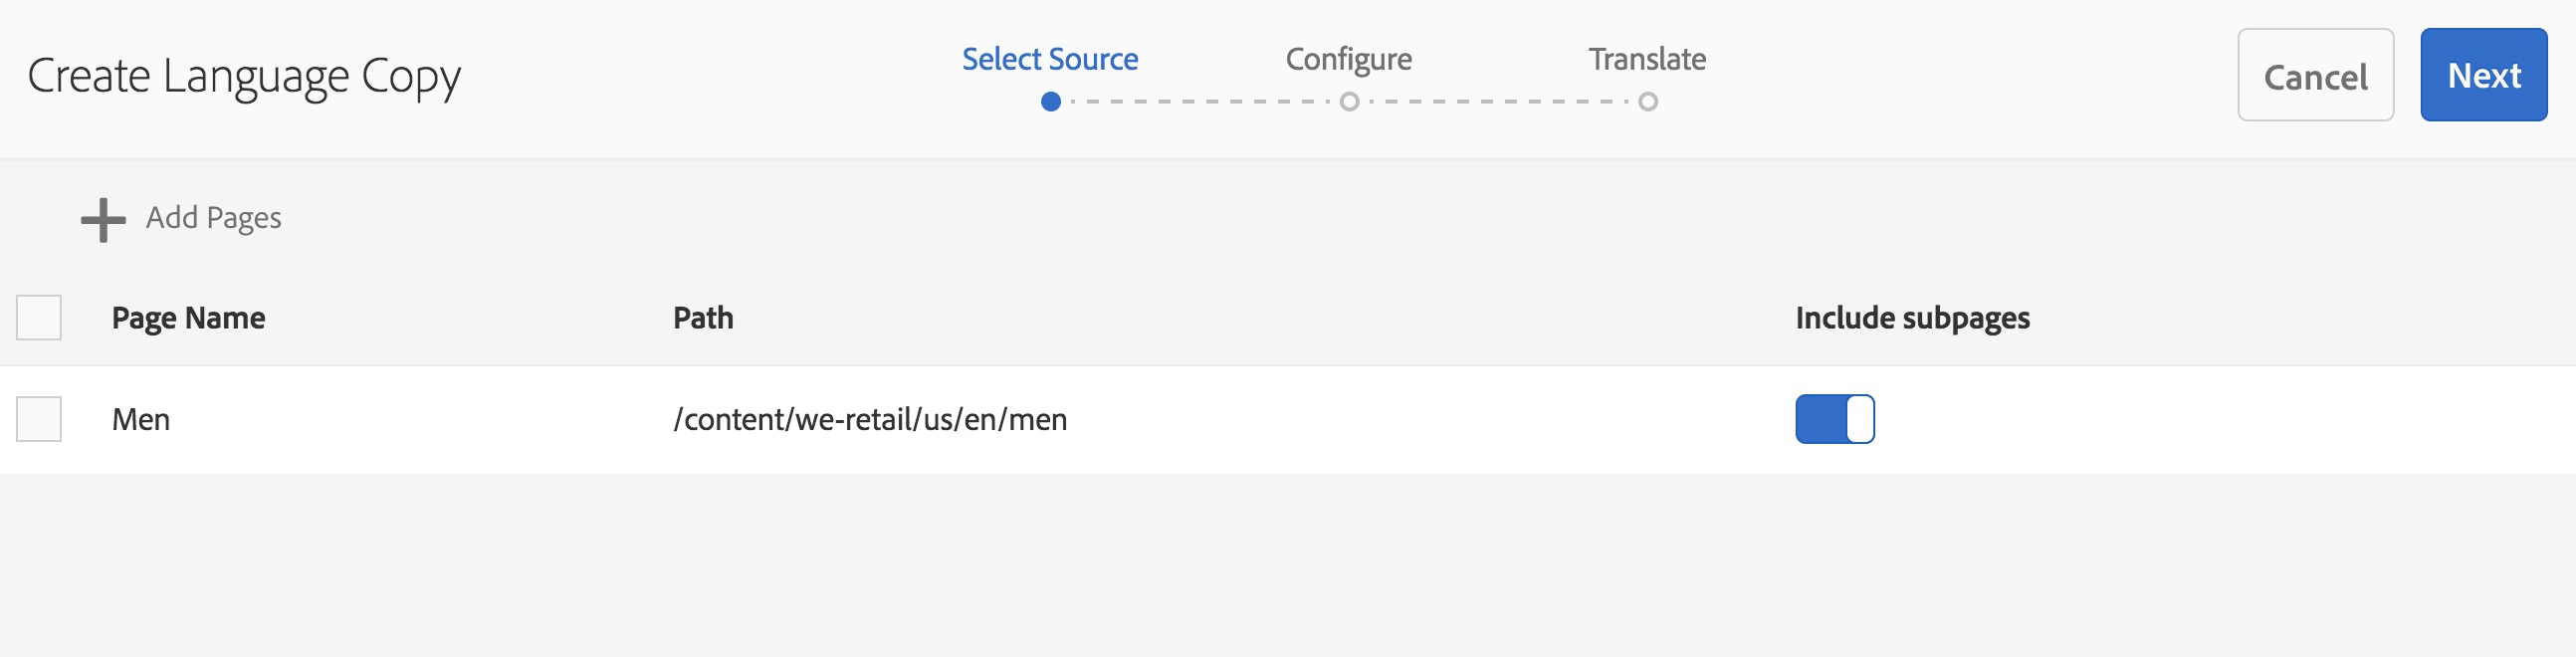 Create Language Copy
Select Source
Configure
Translate
Cancel
Next
Add Pages
Page Name
Path
Include subpages
Men
/content/we-retail/us/en/men